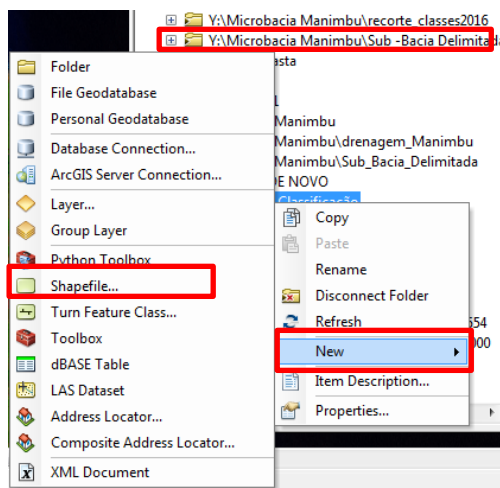 Y:\Microbacia Manimbu\recorte_classes2016
Y:\Microbacia Manimbu\Sub -Bacia Delimitada
asta
Manimbu
Manimbu\drenagem_Manimbu
Manimbu\Sub_Bacia_Delimitada
E NOVO
Classificação
Folder
File Geodatabase
Personal Geodatabase
Database Connection...
ArcGIS Server Connection...
Layer...
Group Layer
Python Toolbox
Shapefile...
Turn Feature Class...
Toolbox
dBASE Table
LAS Dataset
Address Locator...
Composite Address Locator...
XML Document
Copy
Paste
Rename
Disconnect Folder
Refresh
554
New
000
Item Description...
Properties...